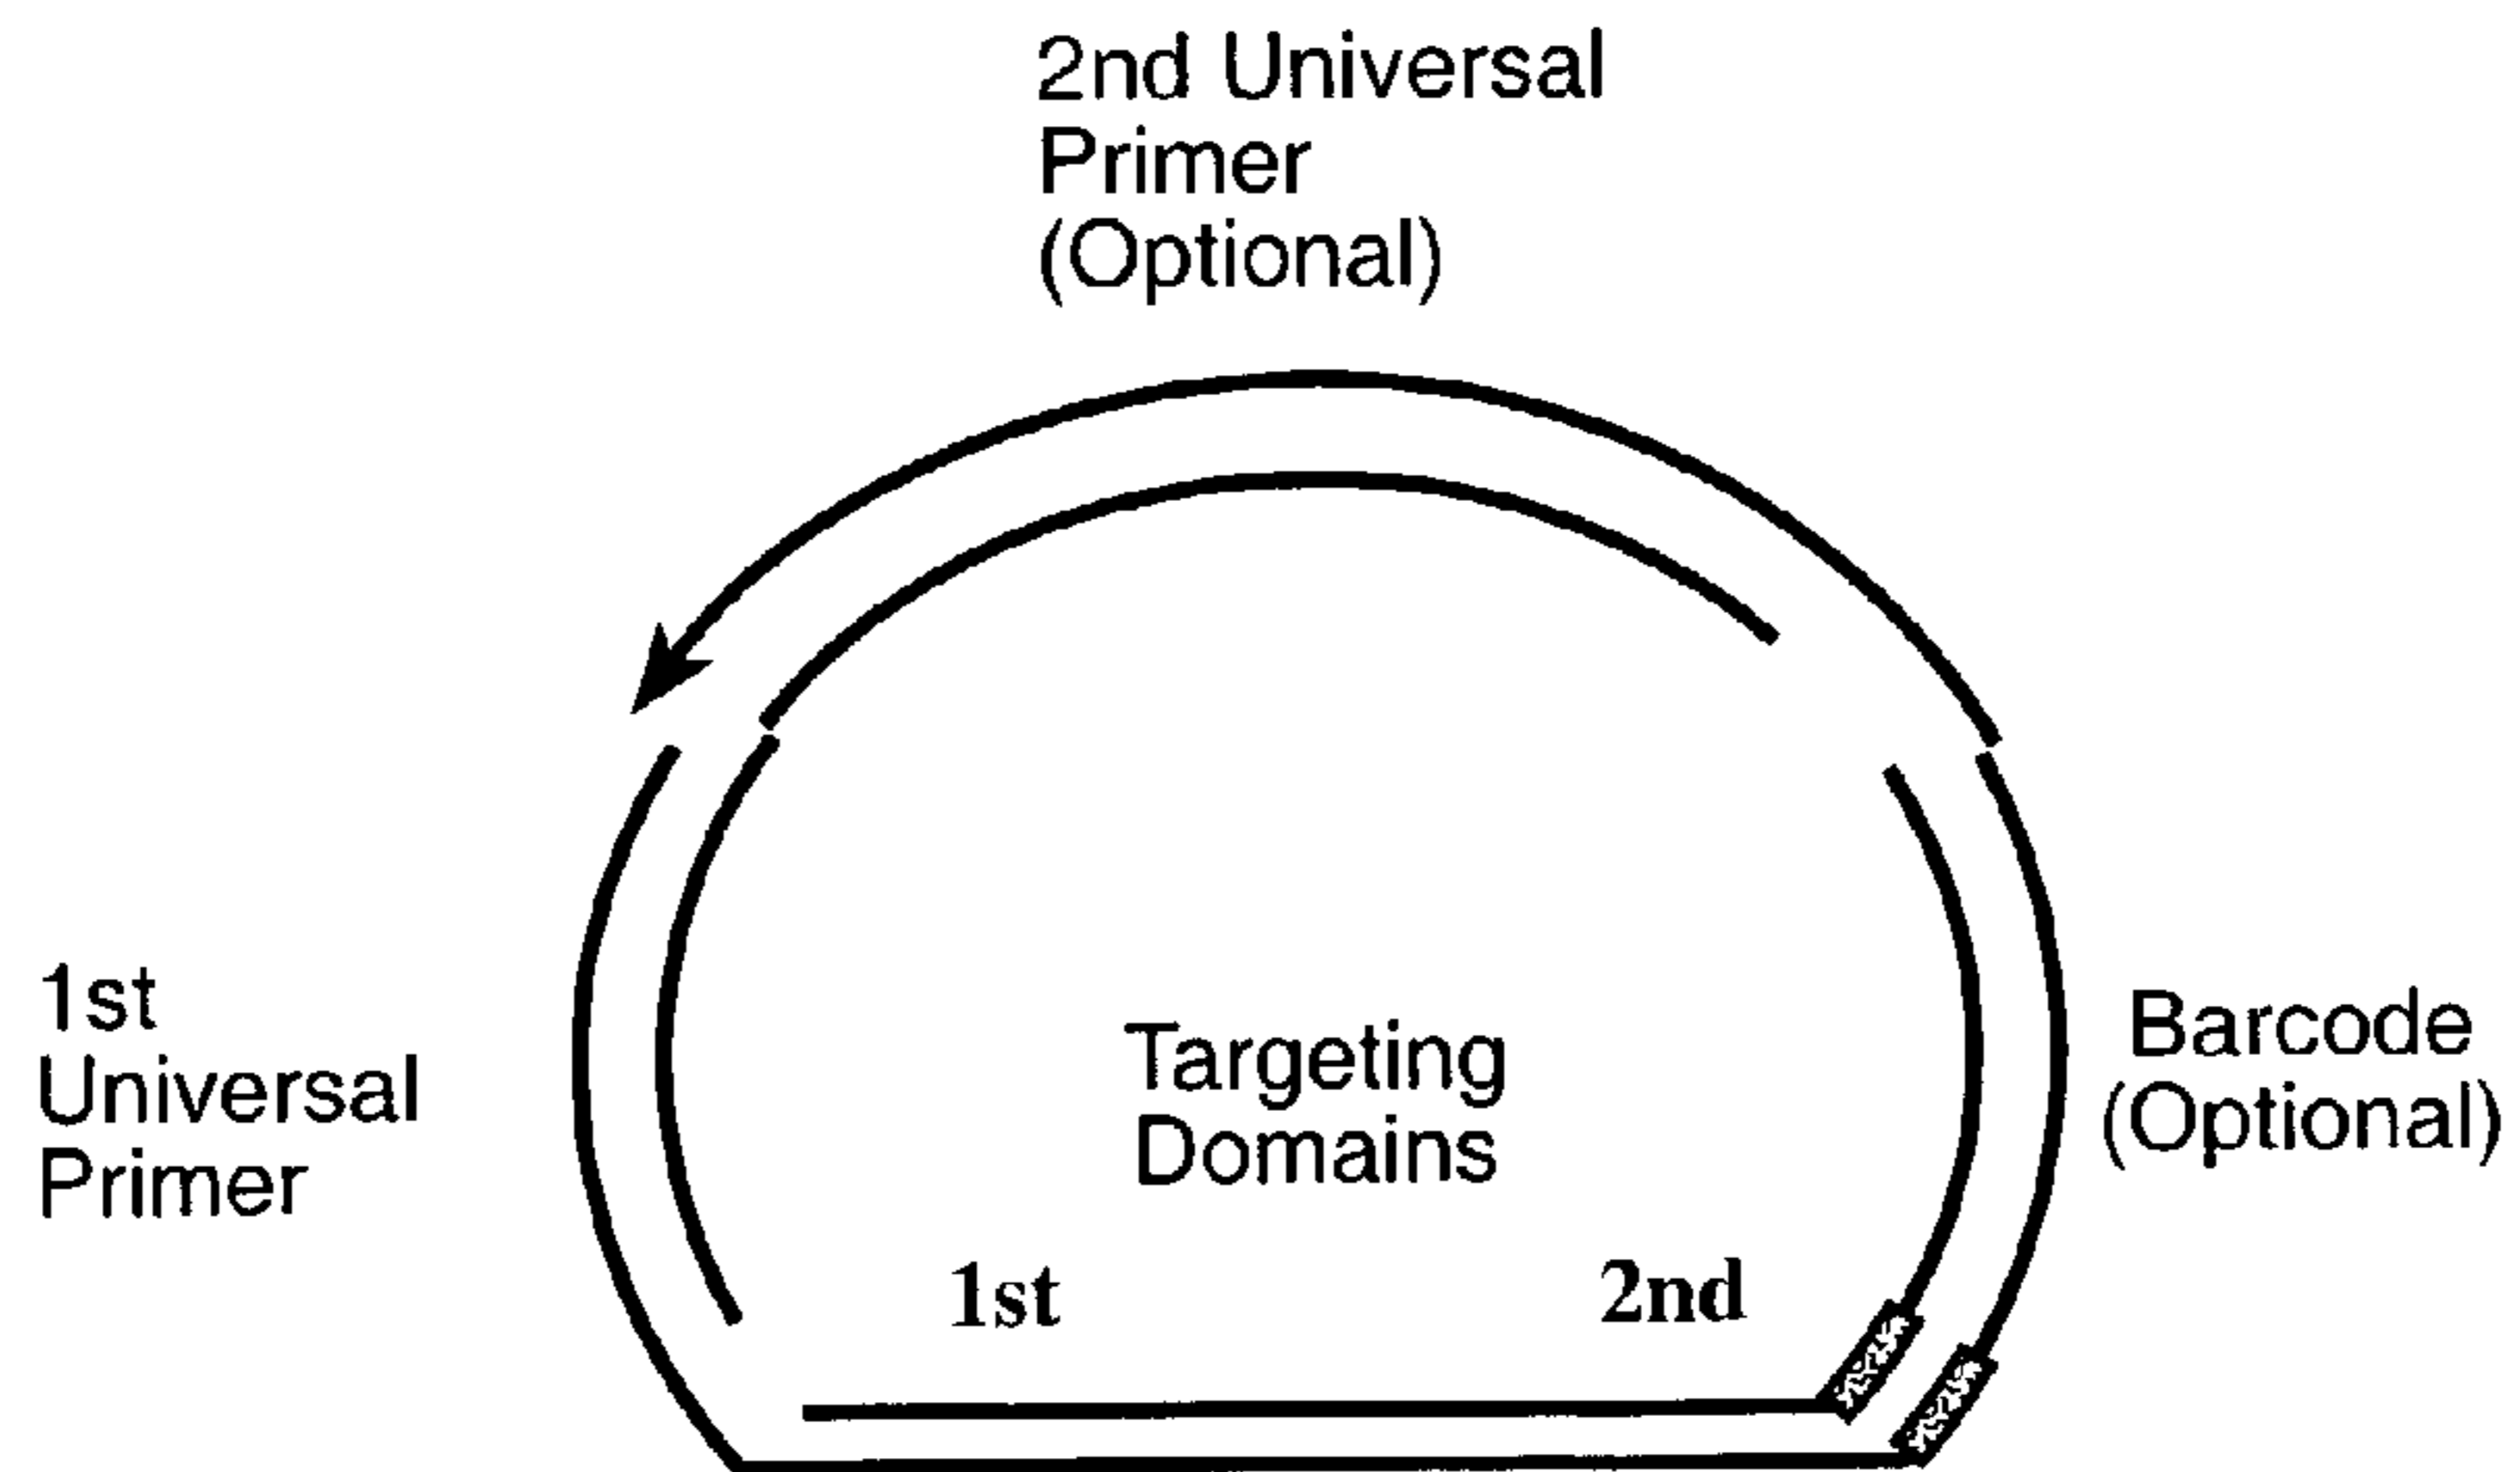 2nd Universal
Primer
(Optional)
1st
Universal
Primer
Targeting
Domains
Barcode
(Optional)
1st
2nd